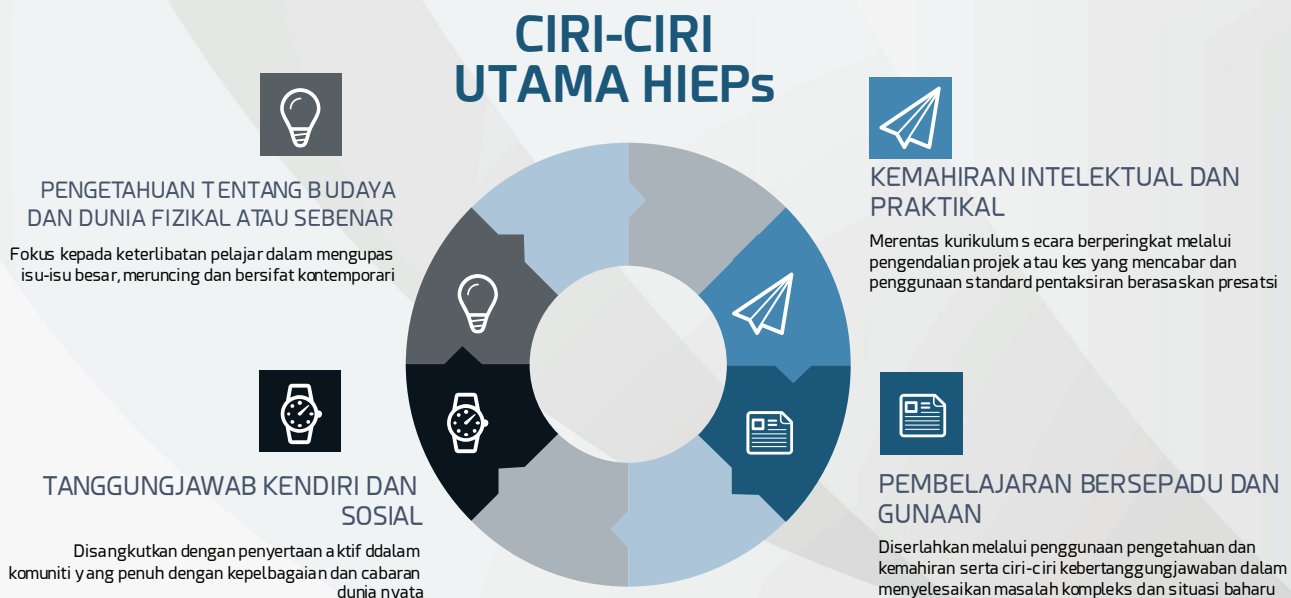 CIRI-CIRI
UTAMA HIEPs
PENGETAHUAN TENTANG BUDAYA
DAN DUNIA FIZIKAL ATAU SEBENAR
Fokus kepada keterlibatan pelajar dalam mengupas
isu-isu besar, meruncing dan bersifat kontemporari
KEMAHIRAN INTELEKTUAL DAN
PRAKTIKAL
Merentas kurikulum secara berperingkat melalui
pengendalian projek atau kes yang mencabar dan
penggunaan standard pentaksiran berasaskan presatsi
TANGGUNGJAWAB KENDIRI DAN
SOSIAL
Disangkutkan dengan penyertaan aktif ddalam
komuniti yang penuh dengan kepelbagaian dan cabaran
dunia nyata
PEMBELAJARAN BERSEPADU DAN
GUNAAN
Diserlahkan melalui penggunaan pengetahuan dan
kemahiran serta ciri-ciri kebertanggungjawaban dalam
menyelesaikan masalah kompleks dan situasi baharu